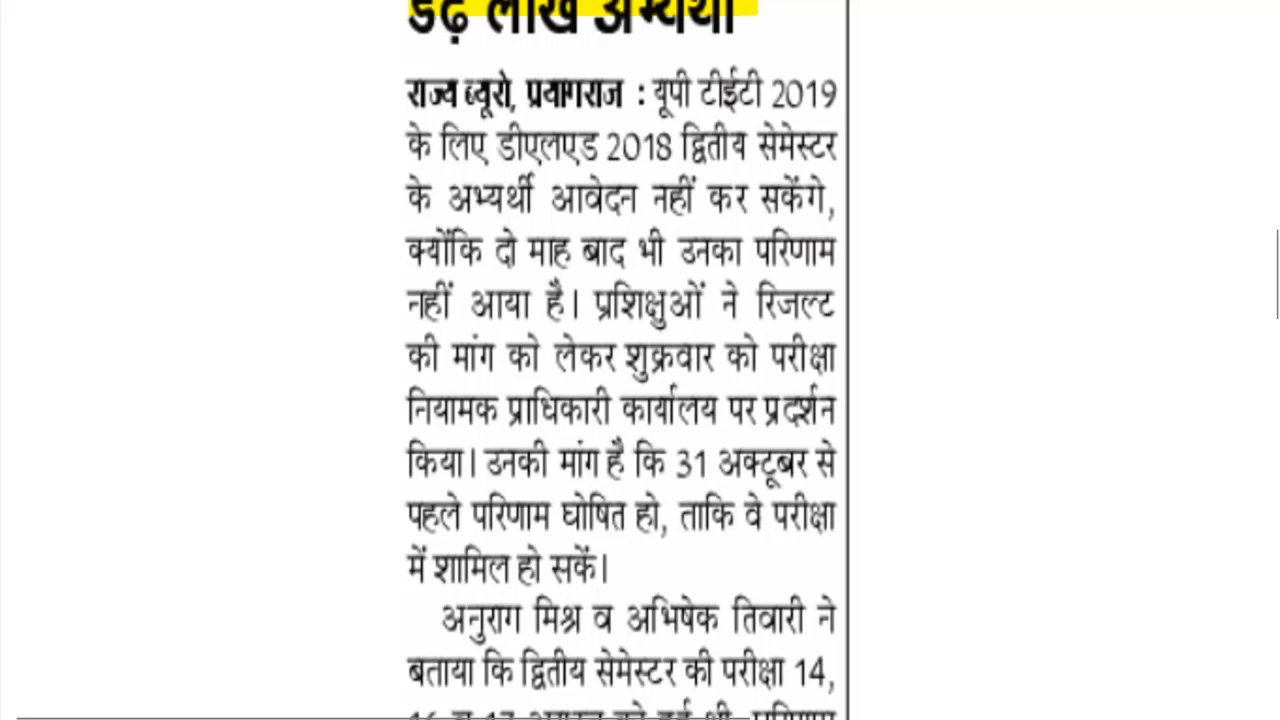 डेढ़ लाख अभ्यर्थी
राज्य ब्यूरो, प्रयागराज : यूपी टीईटी 2019
के लिए डीएलएड 2018 द्वितीय सेमेस्टर
के अभ्यर्थी आवेदन नहीं कर सकेंगे,
क्योंकि दो माह बाद भी उनका परिणाम
नहीं आया है। प्रशिक्षुओं ने रिजल्ट
की मांग को लेकर शुक्रवार को परीक्षा
नियामक प्राधिकारी कार्यालय पर प्रदर्शन
किया। उनकी मांग है कि 31 अक्टूबर से
पहले परिणाम घोषित हो, ताकि वे परीक्षा
में शामिल हो सकें।
अनुराग मिश्र व अभिषेक तिवारी ने
बताया कि द्वितीय सेमेस्टर की परीक्षा 14,